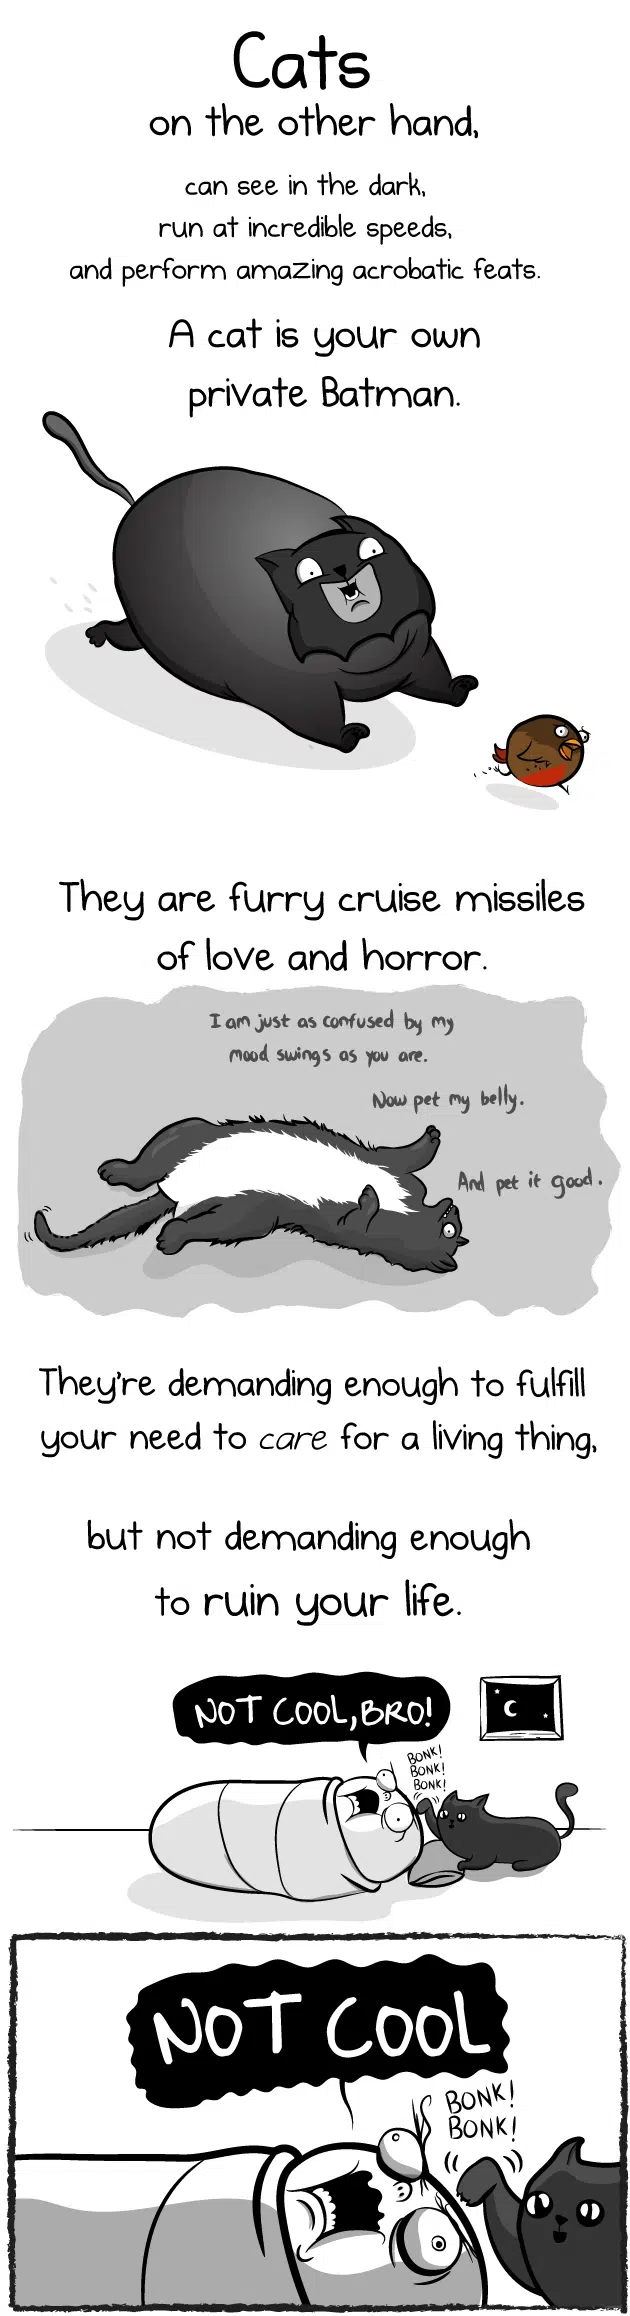 Cats
on the other hand,
can see in the dark,
run at incredible speeds,
and perform amazing acrobatic feats.
A cat is your own
private Batman.
They are furry cruise missiles
of love and horror.
I am just as confused by my
mood swings as you are.
Now pet my belly.
And pet it good.
They're demanding enough to fulfill
your need to care for a living thing,
but not demanding enough
to ruin your life.
NOT COOL, BRO!
BONK!
BONK!
BONK!
NOT COOL
BONK!
BONK!